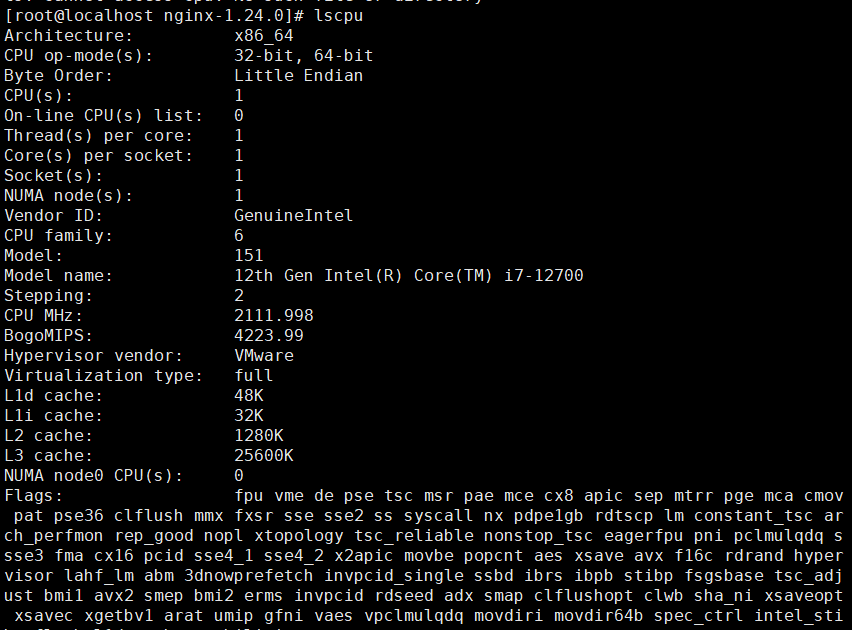 [root@localhost nginx-1.24.0]# lscpu
Architecture:          x86_64
CPU op-mode(s):        32-bit, 64-bit
Byte Order:            Little Endian
CPU(s):                1
On-line CPU(s) list:   0
Thread(s) per core:    1
Core(s) per socket:    1
Socket(s):             1
NUMA node(s):          1
Vendor ID:             GenuineIntel
CPU family:            6
Model:                 151
Model name:            12th Gen Intel(R) Core(TM) i7-12700
Stepping:              2
CPU MHz:               2111.998
BogoMIPS:              4223.99
Hypervisor vendor:     VMware
Virtualization type:   full
L1d cache:             48K
L1i cache:             32K
L2 cache:              1280K
L3 cache:              25600K
NUMA node0 CPU(s):     0
Flags:                 fpu vme de pse tsc msr pae mce cx8 apic sep mtrr pge mca cmov
 pat pse36 clflush mmx fxsr sse sse2 ss syscall nx pdpe1gb rdtscp lm constant_tsc ar
ch_perfmon rep_good nopl xtopology tsc_reliable nonstop_tsc eagerfpu pni pclmulqdq s
sse3 fma cx16 pcid sse4_1 sse4_2 x2apic movbe popcnt aes xsave avx f16c rdrand hyper
visor lahf_lm abm 3dnowprefetch invpcid_single ssbd ibrs ibpb stibp fsgsbase tsc_adj
ust bmi1 avx2 smep bmi2 erms invpcid rdseed adx smap clflushopt clwb sha_ni xsaveopt
 xsavec xgetbv1 arat umip gfni vaes vpclmulqdq movdiri movdir64b spec_ctrl intel_sti